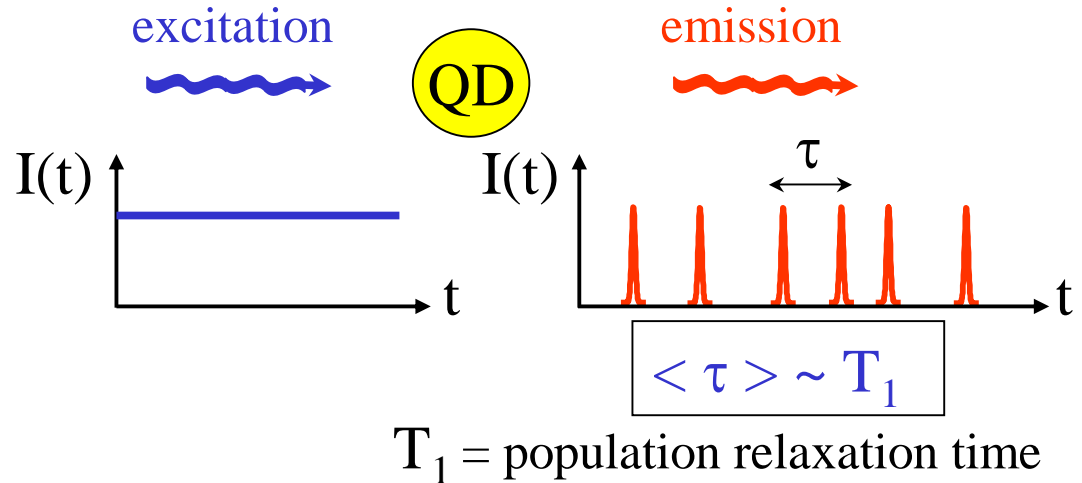 excitation
emission
QD
I(t)
t
I(t)
τ
t
< τ > ~ T₁
T₁ = population relaxation time